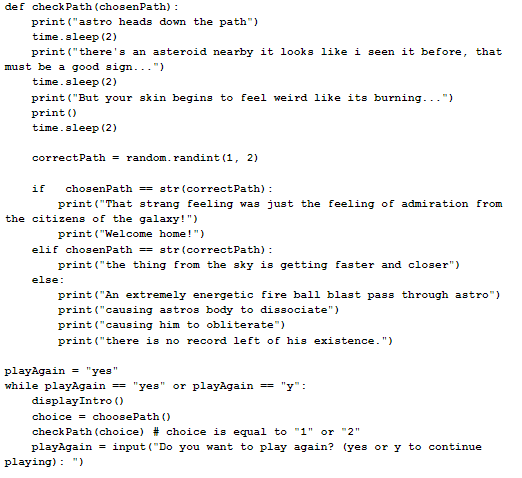 def checkPath(chosenPath):
    print("astro heads down the path")
    time.sleep(2)
    print("there's an asteroid nearby it looks like i seen it before, that
must be a good sign...")
    time.sleep(2)
    print("But your skin begins to feel weird like its burning...")
    print()
    time.sleep(2)

    correctPath = random.randint(1, 2)

    if   chosenPath == str(correctPath):
        print("That strang feeling was just the feeling of admiration from
the citizens of the galaxy!")
        print("Welcome home!")
    elif chosenPath == str(correctPath):
        print("the thing from the sky is getting faster and closer")
    else:
        print("An extremely energetic fire ball blast pass through astro")
        print("causing astros body to dissociate")
        print("causing him to obliterate")
        print("there is no record left of his existence.")

playAgain = "yes"
while playAgain == "yes" or playAgain == "y":
    displayIntro()
    choice = choosePath()
    checkPath(choice) # choice is equal to "1" or "2"
    playAgain = input("Do you want to play again? (yes or y to continue
playing): ")